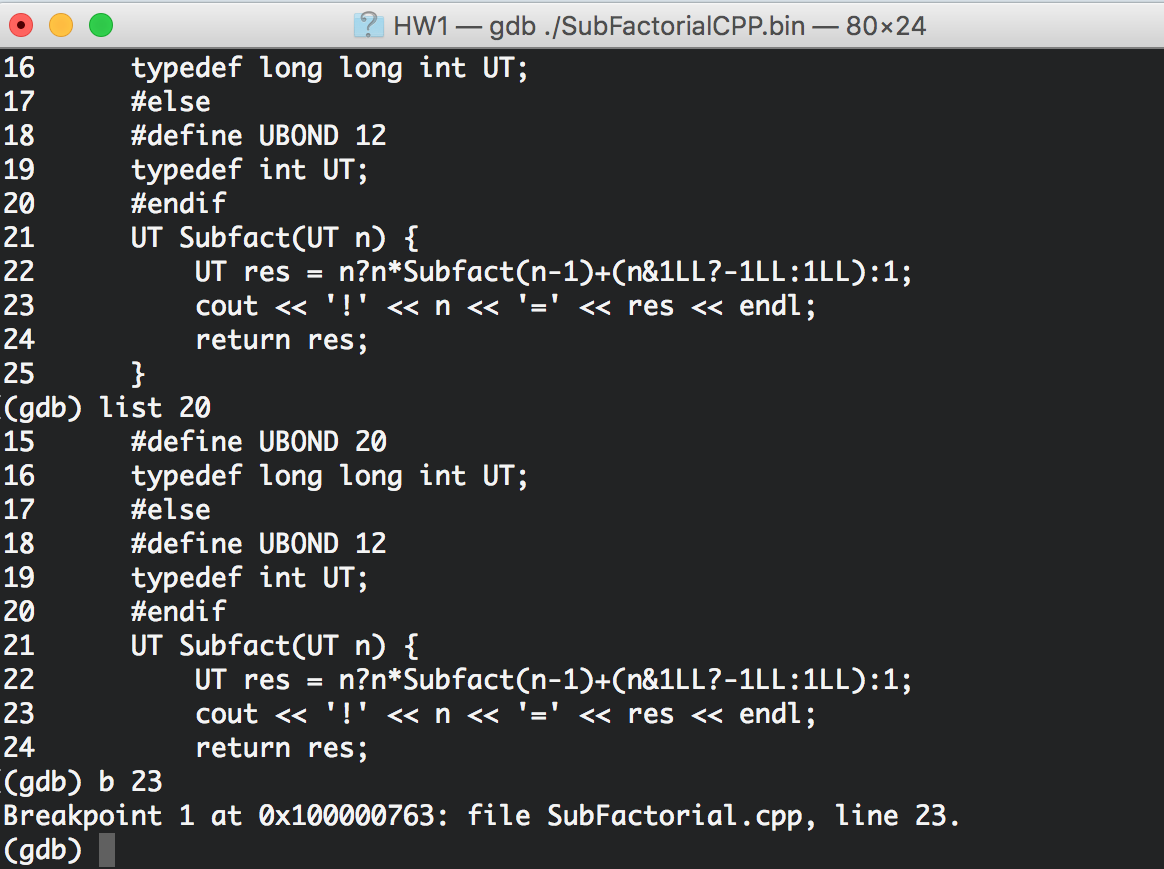 HW1 — gdb ./SubFactorialCPP.bin — 80×24
16      typedef long long int UT;
17      #else
18      #define UBOND 12
19      typedef int UT;
20      #endif
21      UT Subfact(UT n) {
22          UT res = n?n*Subfact(n-1)+(n&1LL?-1LL:1LL):1;
23          cout << '!' << n << '=' << res << endl;
24          return res;
25      }
(gdb) list 20
15      #define UBOND 20
16      typedef long long int UT;
17      #else
18      #define UBOND 12
19      typedef int UT;
20      #endif
21      UT Subfact(UT n) {
22          UT res = n?n*Subfact(n-1)+(n&1LL?-1LL:1LL):1;
23          cout << '!' << n << '=' << res << endl;
24          return res;
(gdb) b 23
Breakpoint 1 at 0x100000763: file SubFactorial.cpp, line 23.
(gdb)